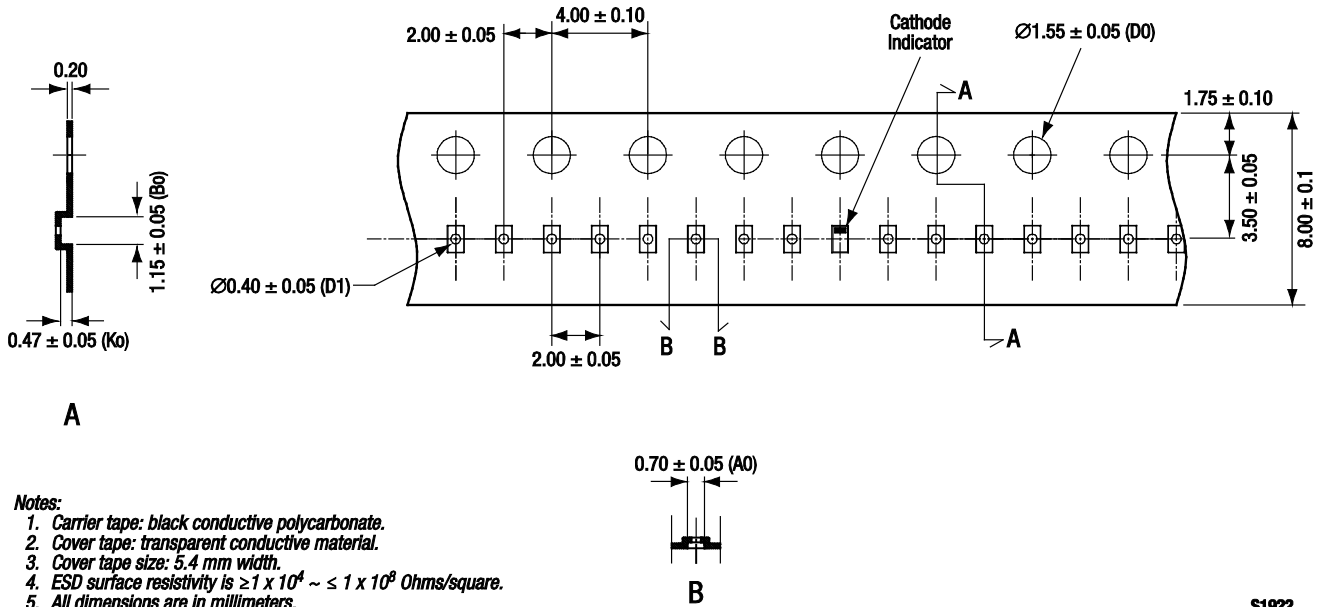 4.00 ± 0.10
2.00 ± 0.05
Cathode
Indicator
∅1.55 ± 0.05 (D0)
0.20
A
1.75 ± 0.10
1.15 ± 0.05 (Bo)
3.50 ± 0.05
8.00 ± 0.1
∅0.40 ± 0.05 (D1)
0.47 ± 0.05 (Ko)
B
B
A
2.00 ± 0.05
A
0.70 ± 0.05 (A0)
B
Notes:
1. Carrier tape: black conductive polycarbonate.
2. Cover tape: transparent conductive material.
3. Cover tape size: 5.4 mm width.
4. ESD surface resistivity is ≥1 x 10⁴ ~ ≤ 1 x 10⁸ Ohms/square.
5. All dimensions are in millimeters.
S1922